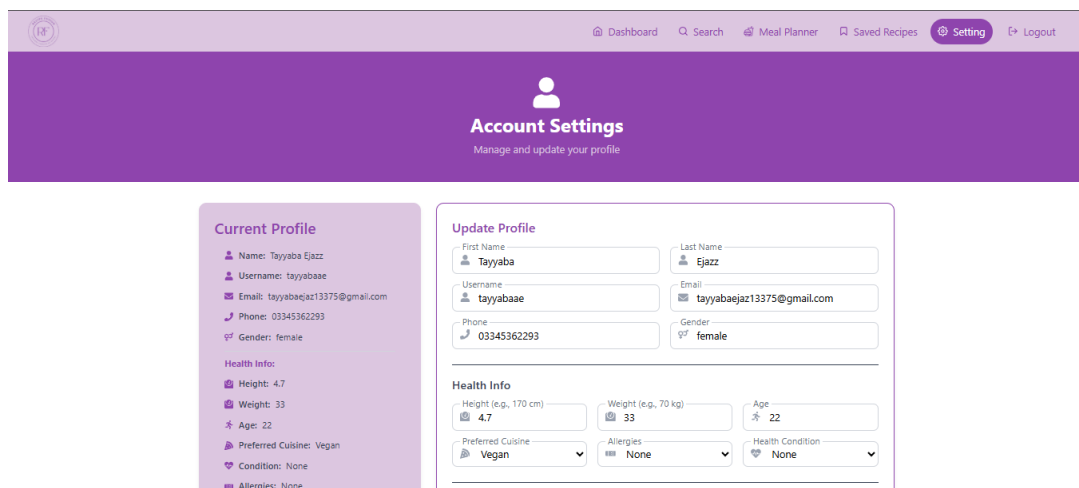 RF
Dashboard Search Meal Planner Saved Recipes Setting Logout
Account Settings
Manage and update your profile
Current Profile
Name: Tayyaba Ejazz
Username: tayyabaae
Email: tayyabaejaz13375@gmail.com
Phone: 03345362293
Gender: female
Health Info:
Height: 4.7
Weight: 33
Age: 22
Preferred Cuisine: Vegan
Condition: None
Allergies: None
Update Profile
First Name Last Name
Tayyaba Ejazz
Username Email
tayyabaae tayyabaejaz13375@gmail.com
Phone Gender
03345362293 female
Health Info
Height (e.g., 170 cm) Weight (e.g., 70 kg) Age
4.7 33 22
Preferred Cuisine Allergies Health Condition
Vegan None None